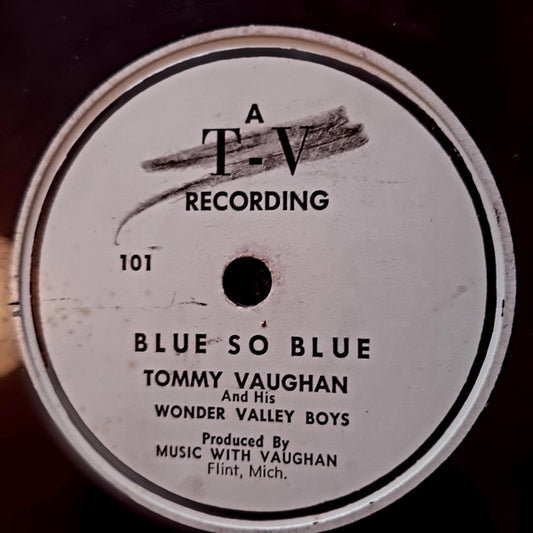 A
T-V
RECORDING
101
BLUE SO BLUE
TOMMY VAUGHAN
And His
WONDER VALLEY BOYS
Produced By
MUSIC WITH VAUGHAN
Flint, Mich.